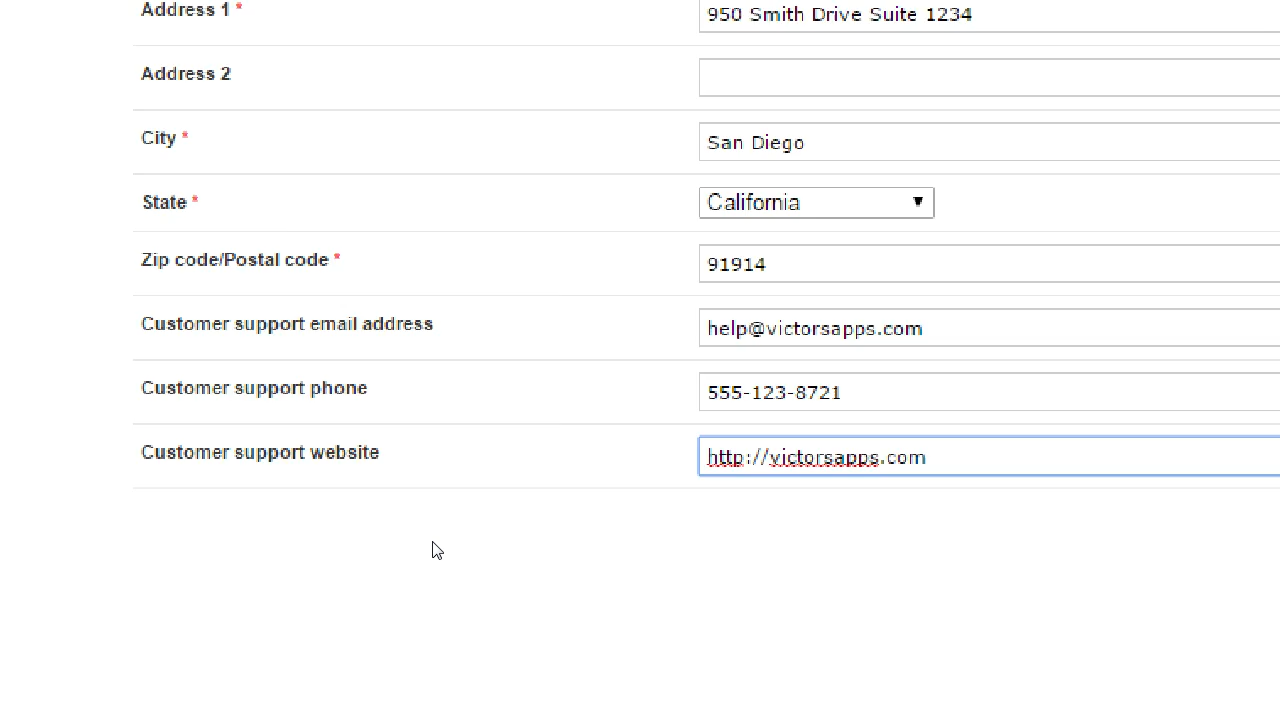 Address 1 *
950 Smith Drive Suite 1234
Address 2
City *
San Diego
State *
California
Zip code/Postal code *
91914
Customer support email address
help@victorsapps.com
Customer support phone
555-123-8721
Customer support website
http://victorsapps.com